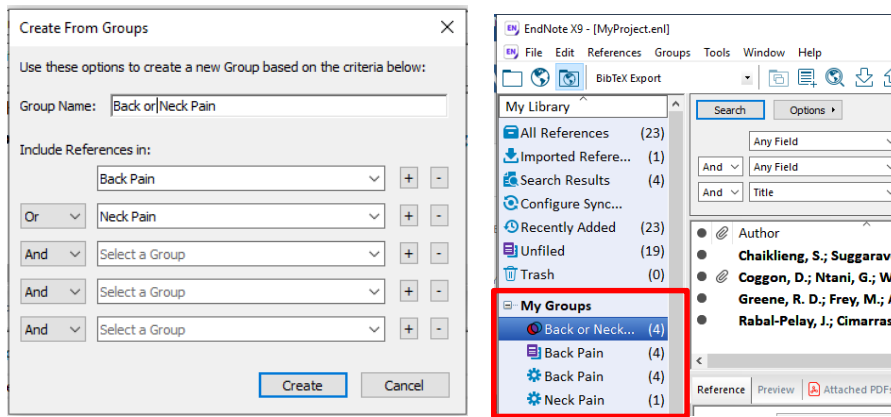 Create From Groups
Use these options to create a new Group based on the criteria below:
Group Name: Back or Neck Pain
Include References in:
Back Pain + -
Or Neck Pain + -
And Select a Group + -
And Select a Group + -
And Select a Group + -
Create Cancel
EndNote X9 - [MyProject.enl]
File Edit References Groups Tools Window Help
BibTeX Export
My Library
All References (23)
Imported Refere... (1)
Search Results (4)
Configure Sync...
Recently Added (23)
Unfiled (19)
Trash (0)
My Groups
Back or Neck... (4)
Back Pain (4)
Back Pain (4)
Neck Pain (1)
Search Options
Any Field
And Any Field
And Title
Author
Chaiklieng, S.; Suggarav
Coggon, D.; Ntani, G.; W
Greene, R. D.; Frey, M.;
Rabal-Pelay, J.; Cimarras
Reference Preview Attached PDFs